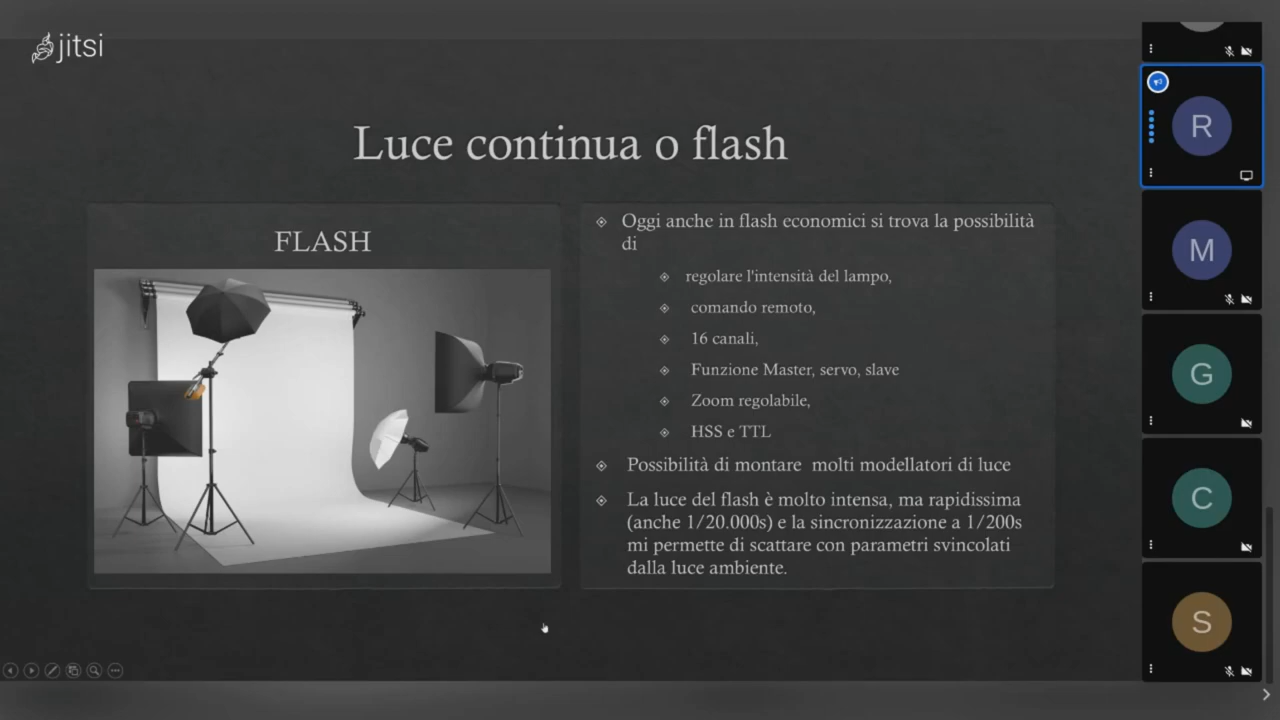 jitsi
Luce continua o flash
FLASH
Oggi anche in flash economici si trova la possibilità
di
regolare l'intensità del lampo,
comando remoto,
16 canali,
Funzione Master, servo, slave
Zoom regolabile,
HSS e TTL
Possibilità di montare molti modellatori di luce
La luce del flash è molto intensa, ma rapidissima
(anche 1/20.000s) e la sincronizzazione a 1/200s
mi permette di scattare con parametri svincolati
dalla luce ambiente.
R
M
G
C
S